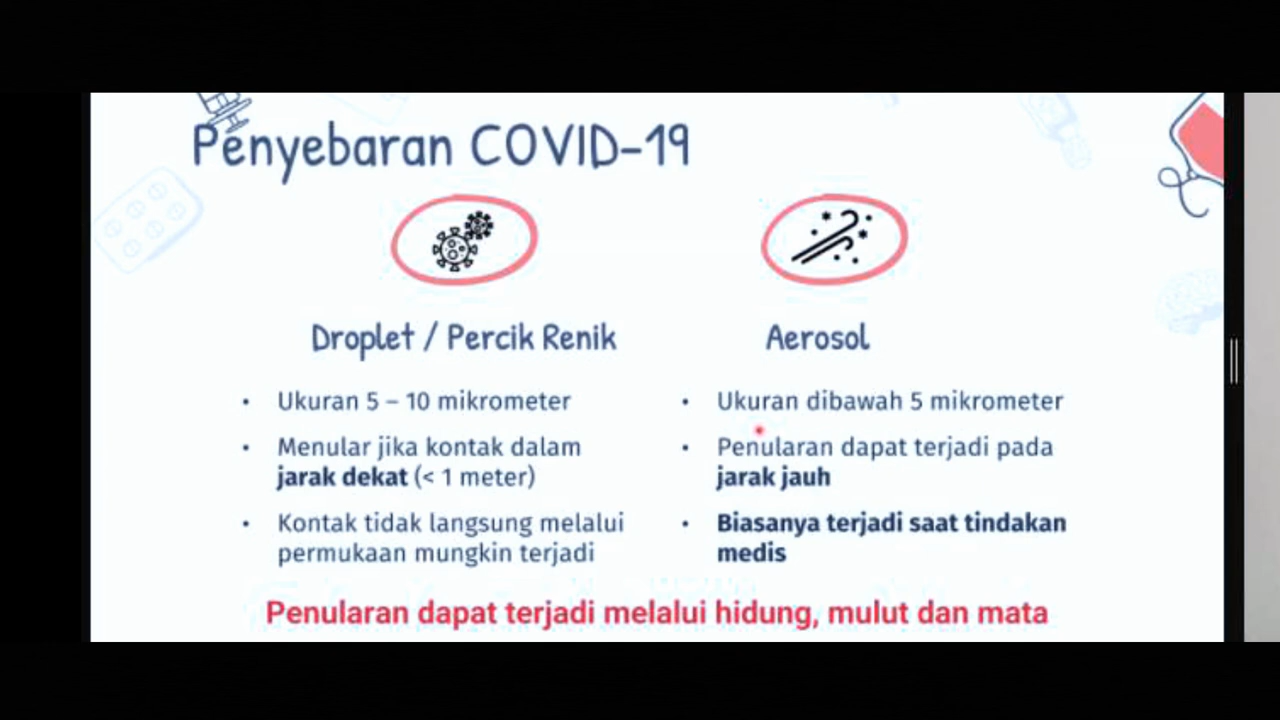 Penyebaran COVID-19
Droplet / Percik Renik
• Ukuran 5 – 10 mikrometer
• Menular jika kontak dalam
jarak dekat (< 1 meter)
• Kontak tidak langsung melalui
permukaan mungkin terjadi
Aerosol
• Ukuran dibawah 5 mikrometer
• Penularan dapat terjadi pada
jarak jauh
• Biasanya terjadi saat tindakan
medis
Penularan dapat terjadi melalui hidung, mulut dan mata